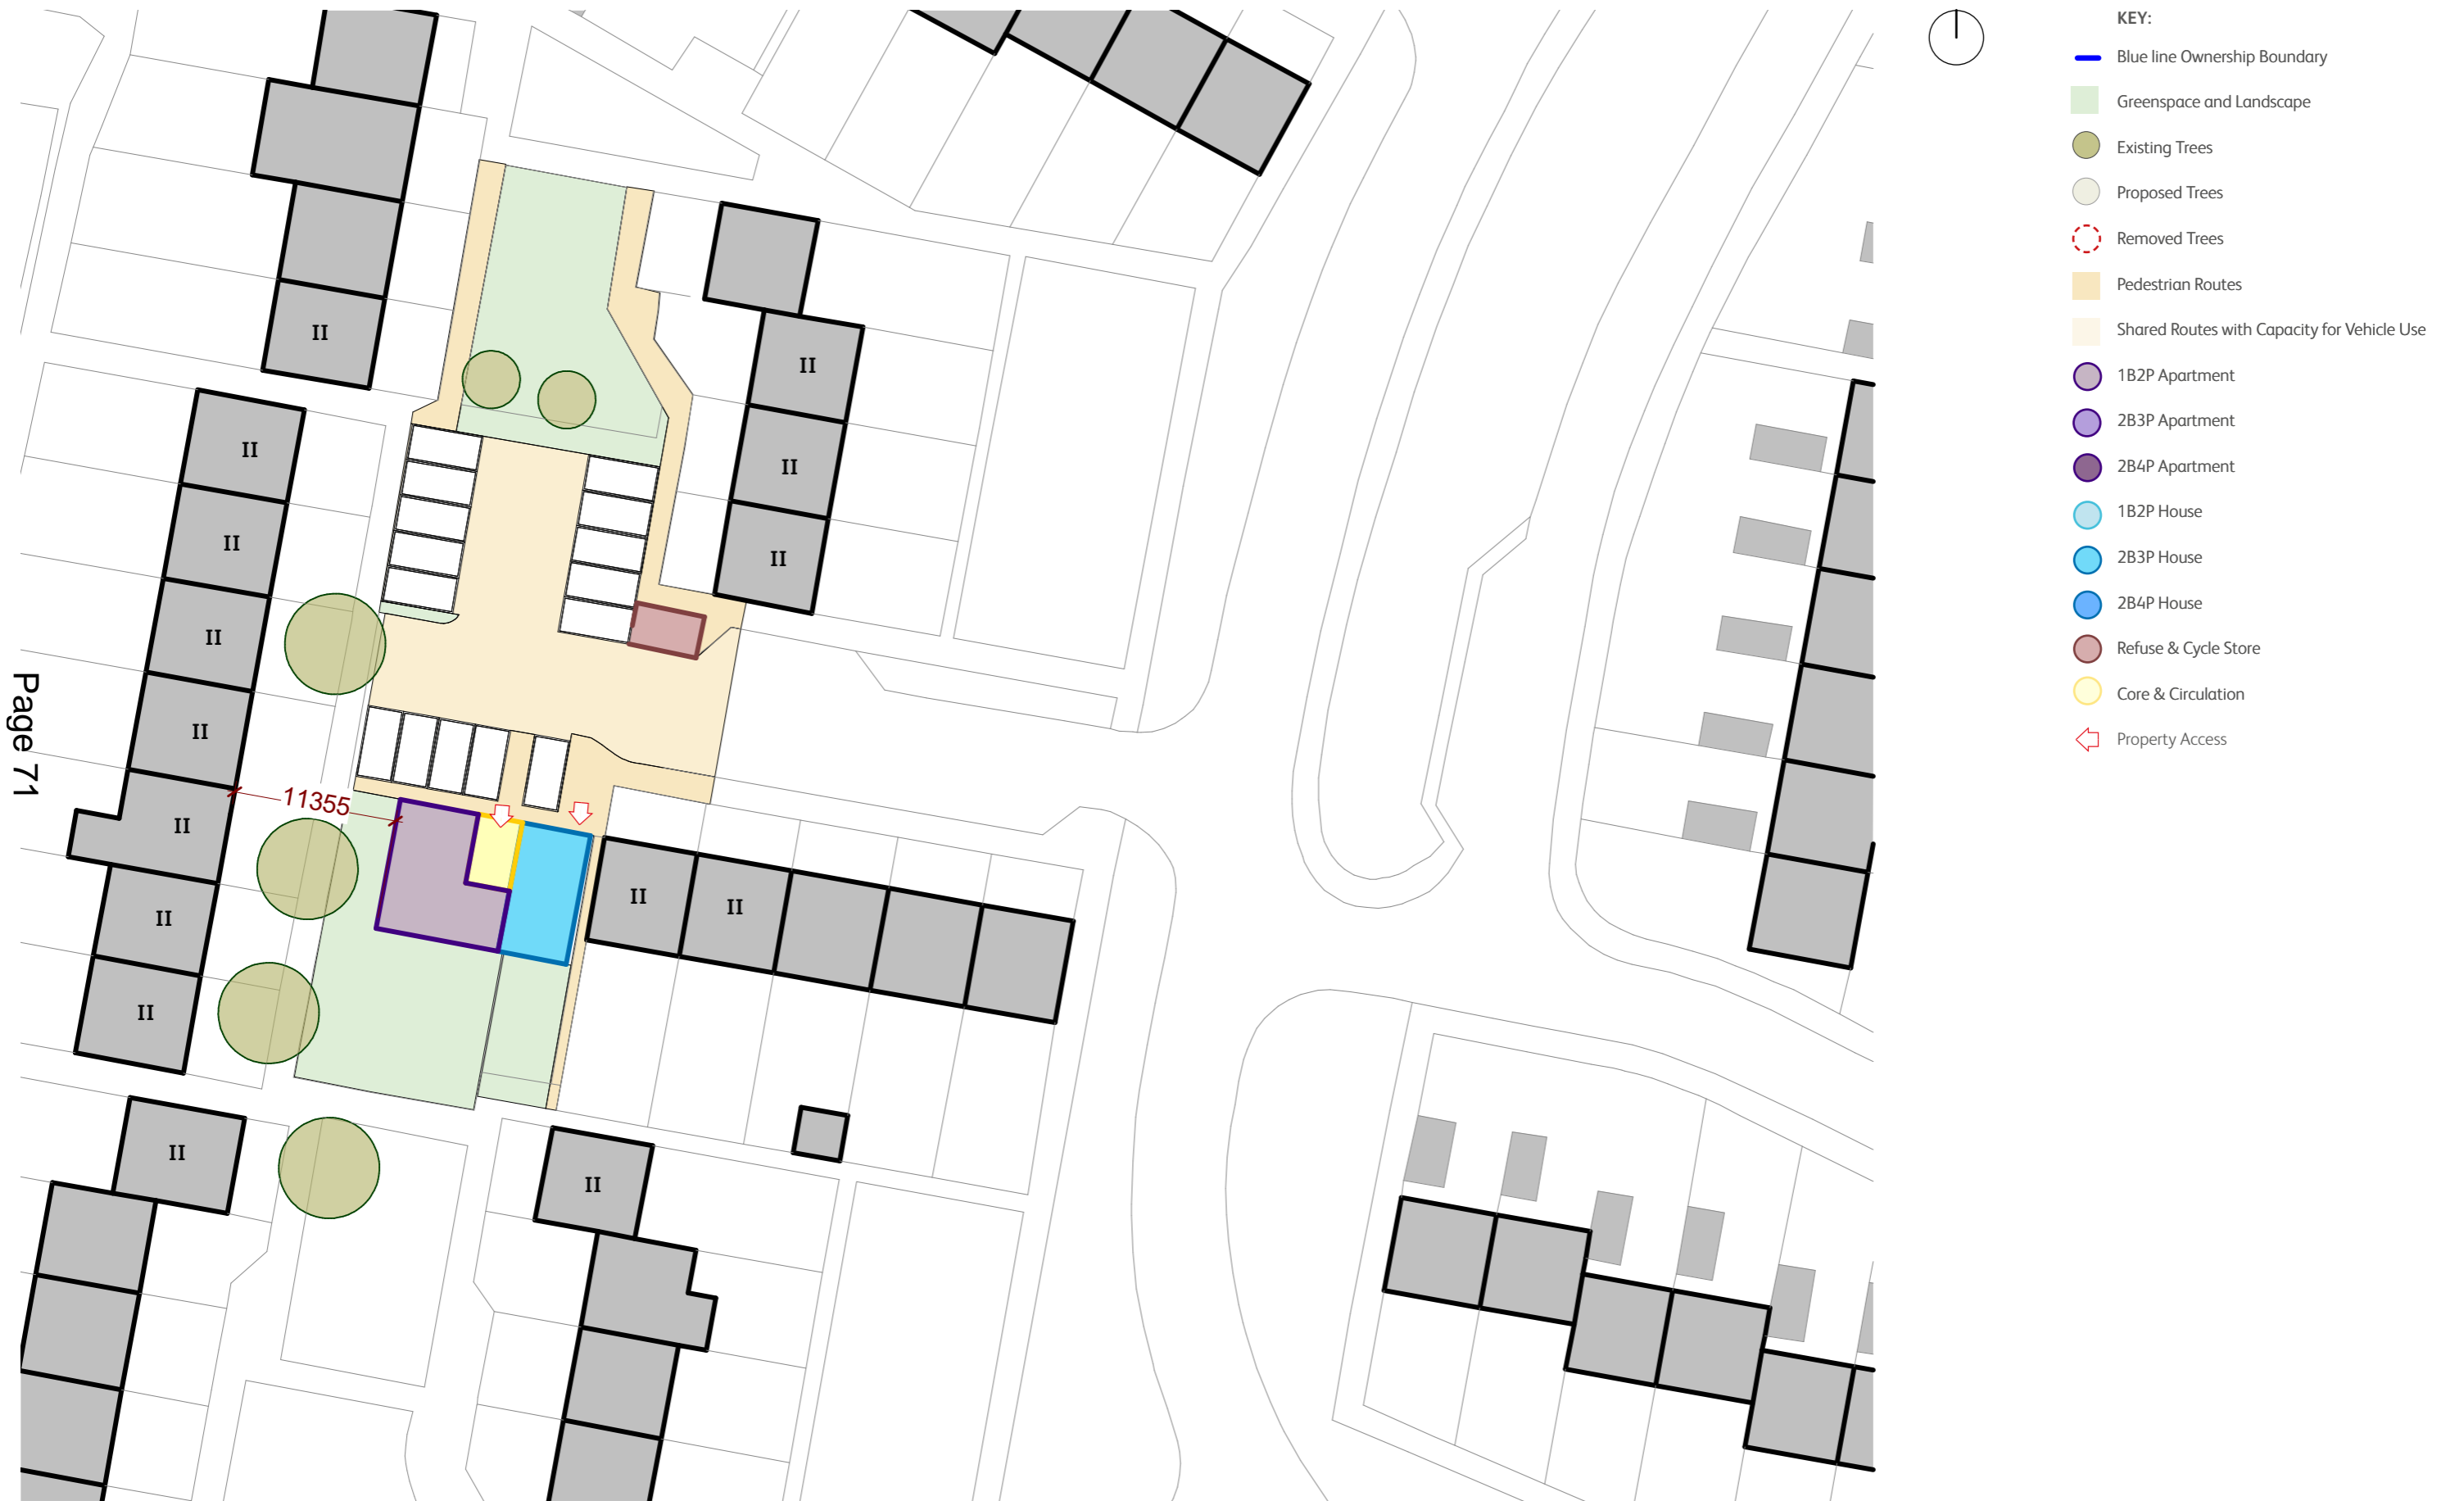 KEY:
Blue line Ownership Boundary
Greenspace and Landscape
Existing Trees
Proposed Trees
Removed Trees
Pedestrian Routes
Shared Routes with Capacity for Vehicle Use
1B2P Apartment
2B3P Apartment
2B4P Apartment
1B2P House
2B3P House
2B4P House
Refuse & Cycle Store
Core & Circulation
Property Access
II
II
II
II
II
II
II
II
II
11355
II
II
II
II
II
II
II
Page 71